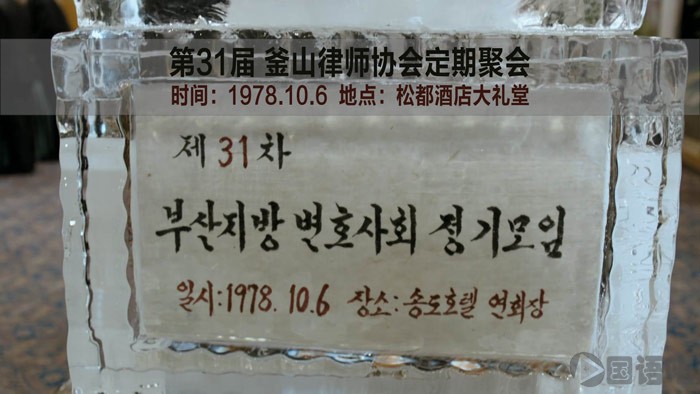 第31届 釜山律师协会定期聚会
时间：1978.10.6 地点：松都酒店大礼堂
제 31 차
부산지방 변호사회 정기모임
일시:1978.10.6 장소:송도호텔 연회장
国语